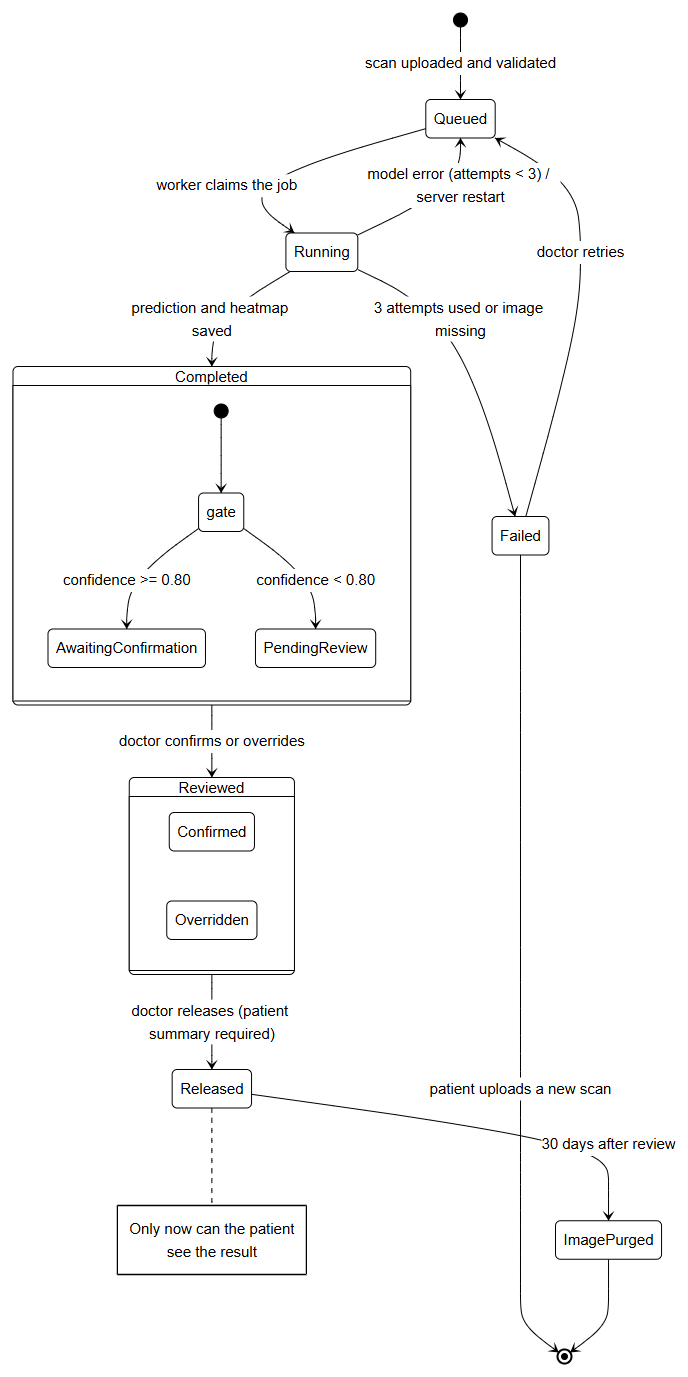 scan uploaded and validated
Queued
worker claims the job
model error (attempts < 3) /
server restart
doctor retries
Running
prediction and heatmap
saved
3 attempts used or image
missing
Completed
gate
Failed
confidence >= 0.80
confidence < 0.80
AwaitingConfirmation
PendingReview
doctor confirms or overrides
Reviewed
Confirmed
Overridden
doctor releases (patient
summary required)
Released
patient uploads a new scan
30 days after review
Only now can the patient
see the result
ImagePurged